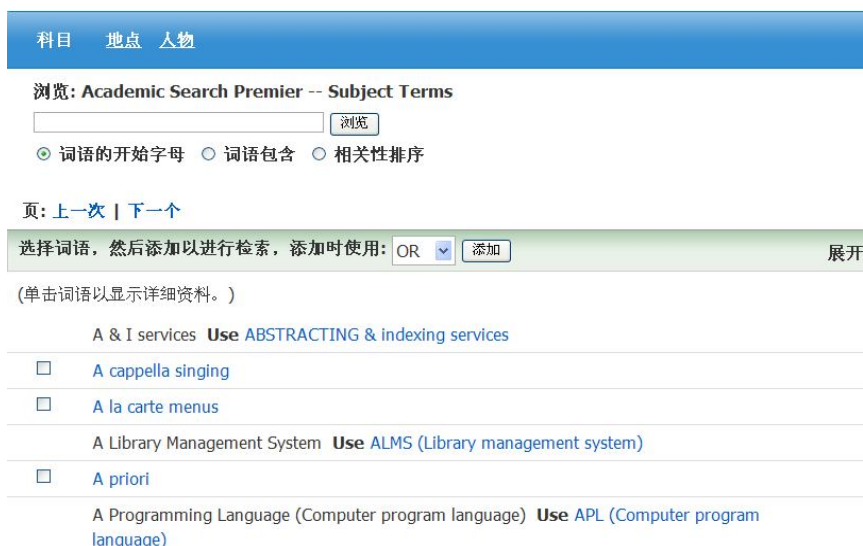 科目 地点 人物
浏览: Academic Search Premier -- Subject Terms
浏览
词语的开始字母 词语包含 相关性排序
页: 上一次 | 下一个
选择词语，然后添加以进行检索，添加时使用: OR 添加 展开
(单击词语以显示详细资料。)
A & I services Use ABSTRACTING & indexing services
A cappella singing
A la carte menus
A Library Management System Use ALMS (Library management system)
A priori
A Programming Language (Computer program language) Use APL (Computer program
language)